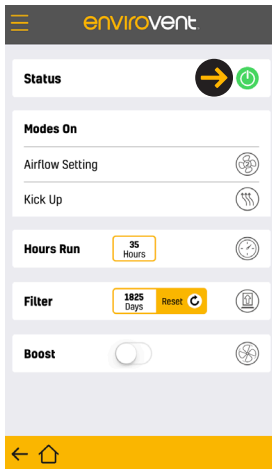 envirovent
Status
Modes On
Airflow Setting
Kick Up
Hours Run
35
Hours
Filter
1825
Days
Reset
Boost